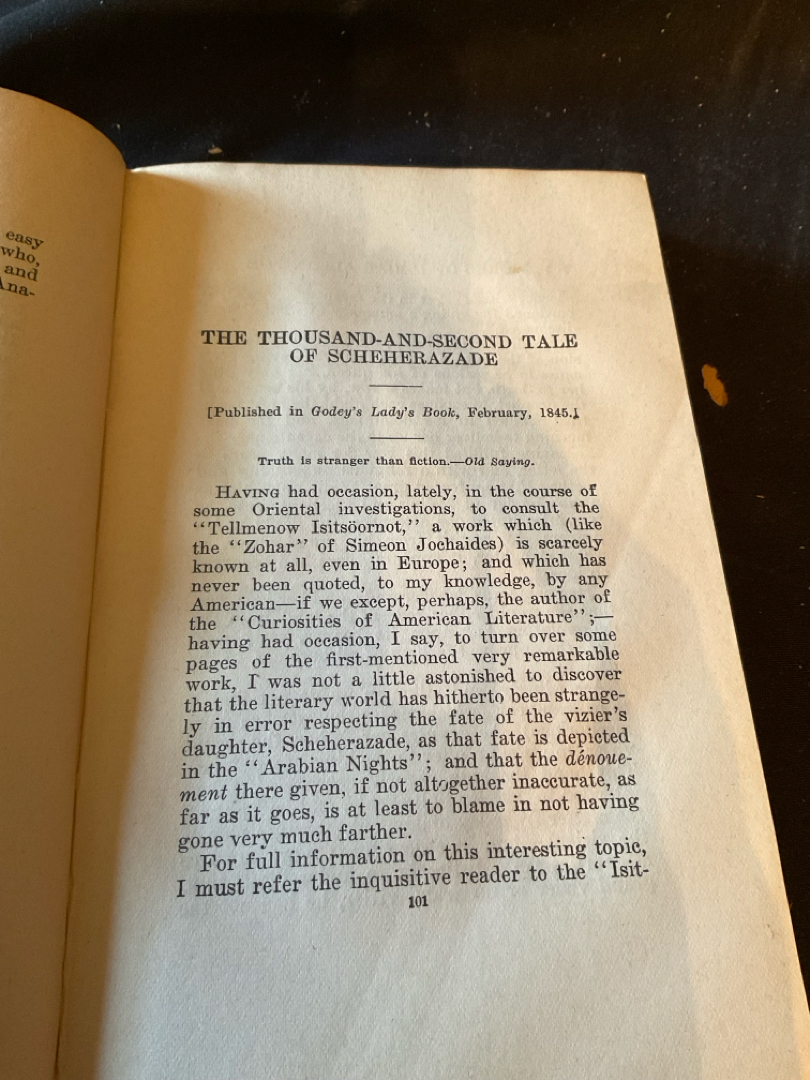 easy
who,
and
Ana-
THE THOUSAND-AND-SECOND TALE
OF SCHEHERAZADE
[Published in Godey's Lady's Book, February, 1845.]
Truth is stranger than fiction.—Old Saying.
HAVING had occasion, lately, in the course of
some Oriental investigations, to consult the
“Tellmenow Isitsöornot,” a work which (like
the “Zohar” of Simeon Jochaides) is scarcely
known at all, even in Europe; and which has
never been quoted, to my knowledge, by any
American—if we except, perhaps, the author of
the “Curiosities of American Literature”;—
having had occasion, I say, to turn over some
pages of the first-mentioned very remarkable
work, I was not a little astonished to discover
that the literary world has hitherto been strange-
ly in error respecting the fate of the vizier's
daughter, Scheherazade, as that fate is depicted
in the “Arabian Nights”; and that the dénoue-
ment there given, if not altogether inaccurate, as
far as it goes, is at least to blame in not having
gone very much farther.
For full information on this interesting topic,
I must refer the inquisitive reader to the “Isit-
101